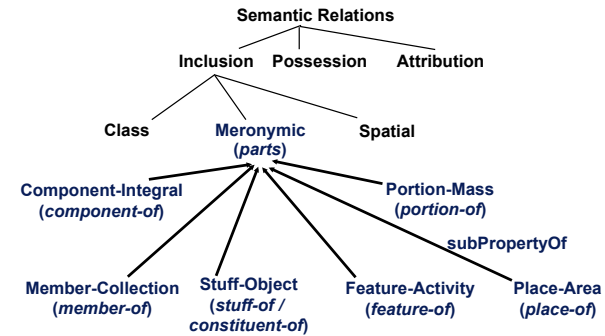 Semantic Relations
Inclusion Possession Attribution
Class Meronymic Spatial
(parts)
Component-Integral Portion-Mass
(component-of) (portion-of)
subPropertyOf
Member-Collection Stuff-Object Feature-Activity Place-Area
(member-of) (stuff-of / (feature-of) (place-of)
constituent-of)